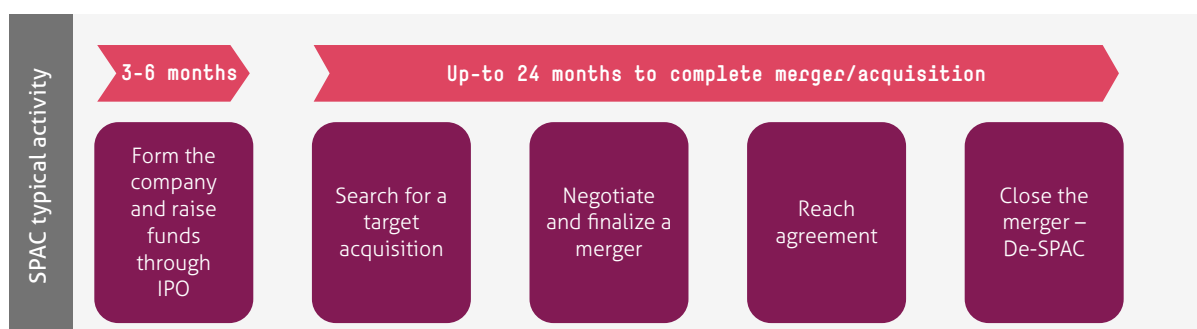 SPAC typical activity
3-6 months
Up-to 24 months to complete merger/acquisition
Form the
company
and raise
funds
through
IPO
Search for a
target
acquisition
Negotiate
and finalize a
merger
Reach
agreement
Close the
merger –
De-SPAC